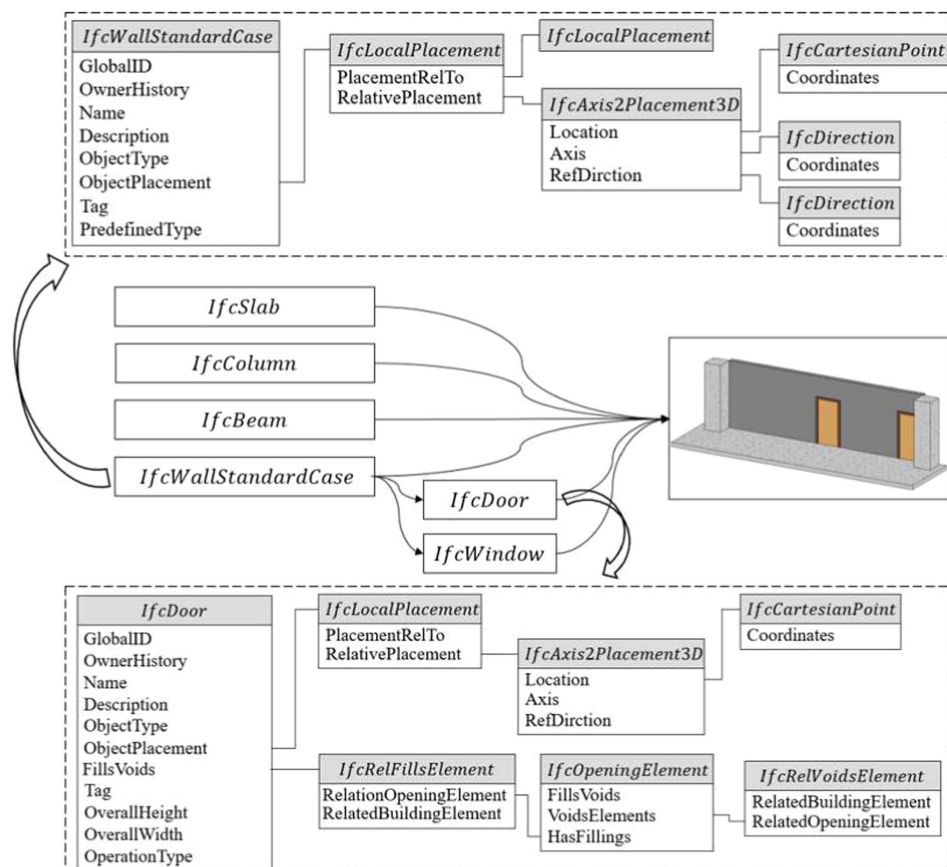 IfcWallStandardCase
GlobalID
OwnerHistory
Name
Description
ObjectType
ObjectPlacement
Tag
PredefinedType
IfcLocalPlacement
PlacementRelTo
RelativePlacement
IfcLocalPlacement
IfcAxis2Placement3D
Location
Axis
RefDirction
IfcCartesianPoint
Coordinates
IfcDirection
Coordinates
IfcDirection
Coordinates
IfcSlab
IfcColumn
IfcBeam
IfcWallStandardCase
IfcDoor
IfcWindow
IfcDoor
GlobalID
OwnerHistory
Name
Description
ObjectType
ObjectPlacement
FillsVoids
Tag
OverallHeight
OverallWidth
OperationType
IfcLocalPlacement
PlacementRelTo
RelativePlacement
IfcAxis2Placement3D
Location
Axis
RefDirction
IfcCartesianPoint
Coordinates
IfcRelFillsElement
RelationOpeningElement
RelatedBuildingElement
IfcOpeningElement
FillsVoids
VoidsElements
HasFillings
IfcRelVoidsElement
RelatedBuildingElement
RelatedOpeningElement